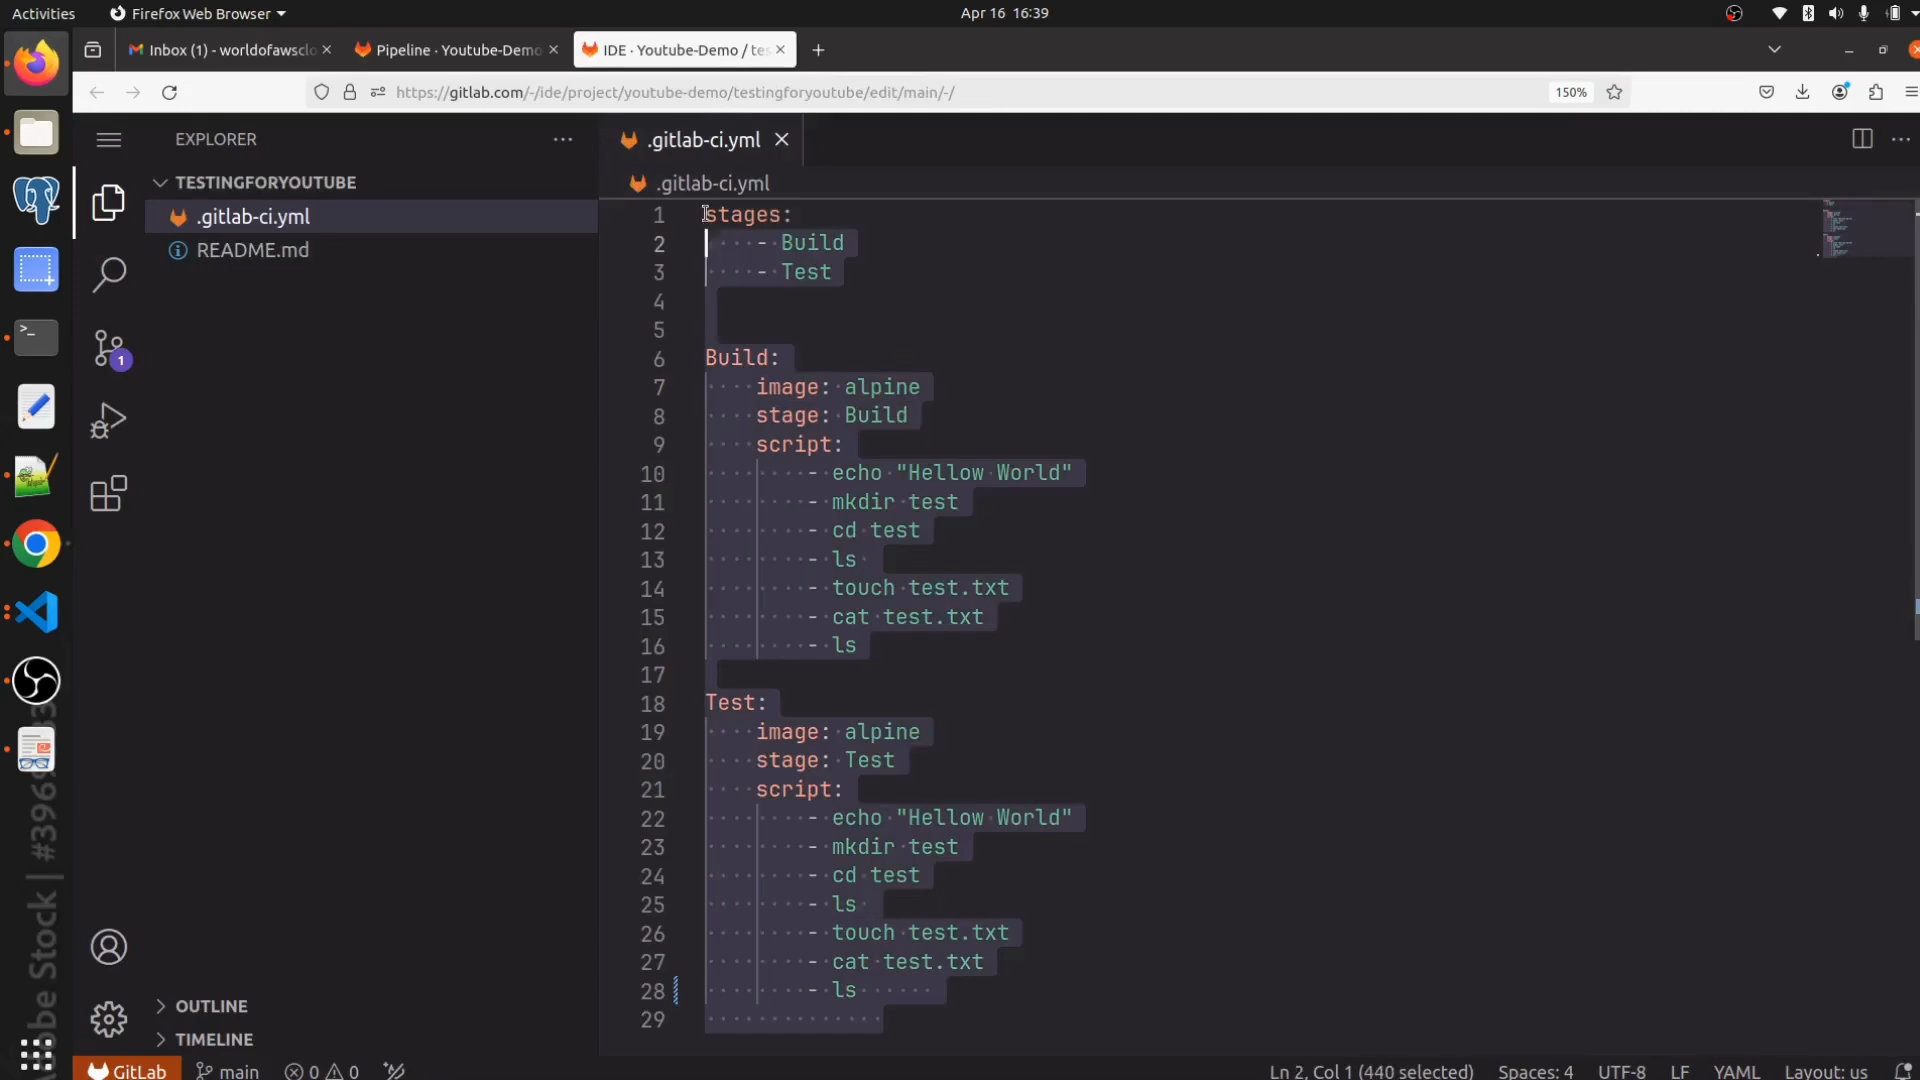 Activities
Firefox Web Browser
Apr 16 16:39
Inbox (1) - worldofawsclo
Pipeline · Youtube-Demo
IDE · Youtube-Demo / tes
https://gitlab.com/-/ide/project/youtube-demo/testingforyoutube/edit/main/-/
150%
EXPLORER
TESTINGFORYOUTUBE
.gitlab-ci.yml
README.md
.gitlab-ci.yml
.gitlab-ci.yml
1 stages:
2 - Build
3 - Test
4
5
6 Build:
7 image: alpine
8 stage: Build
9 script:
10 - echo "Hellow World"
11 - mkdir test
12 - cd test
13 - ls
14 - touch test.txt
15 - cat test.txt
16 - ls
17
18 Test:
19 image: alpine
20 stage: Test
21 script:
22 - echo "Hellow World"
23 - mkdir test
24 - cd test
25 - ls
26 - touch test.txt
27 - cat test.txt
28 - ls
29
1
OUTLINE
TIMELINE
GitLab
main
0 0
Ln 2, Col 1 (440 selected)
Spaces: 4
UTF-8
LF
YAML
Layout: us